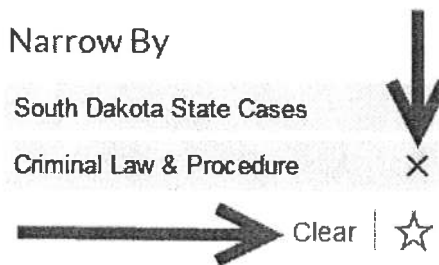 Narrow By
South Dakota State Cases
Criminal Law & Procedure
Clear